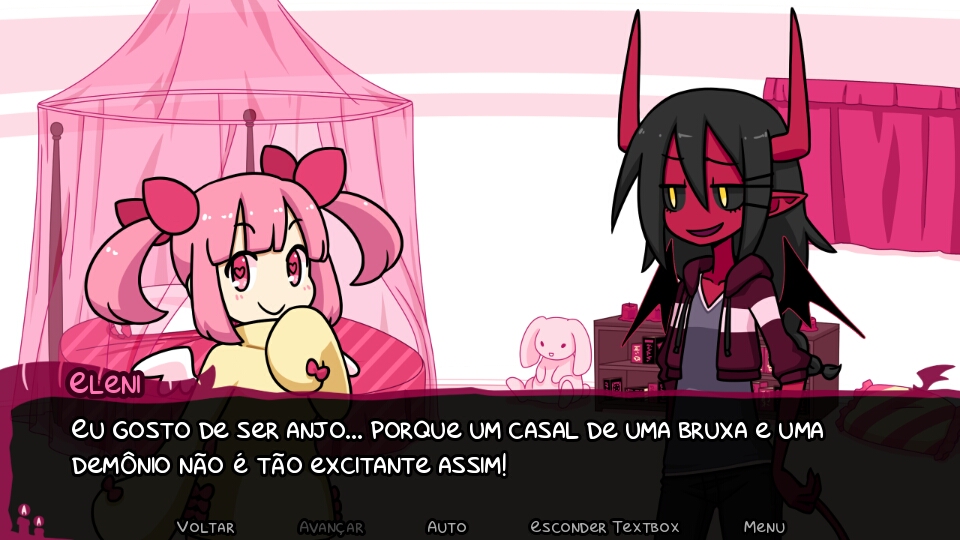 ELENI
EU GOSTO DE SER ANJO... PORQUE UM CASAL DE UMA BRUXA E UMA
DEMÔNIO NÃO É TÃO EXCITANTE ASSIM!
VOLTAR AVANÇAR AUTO ESCONDER TEXTBOX MENU